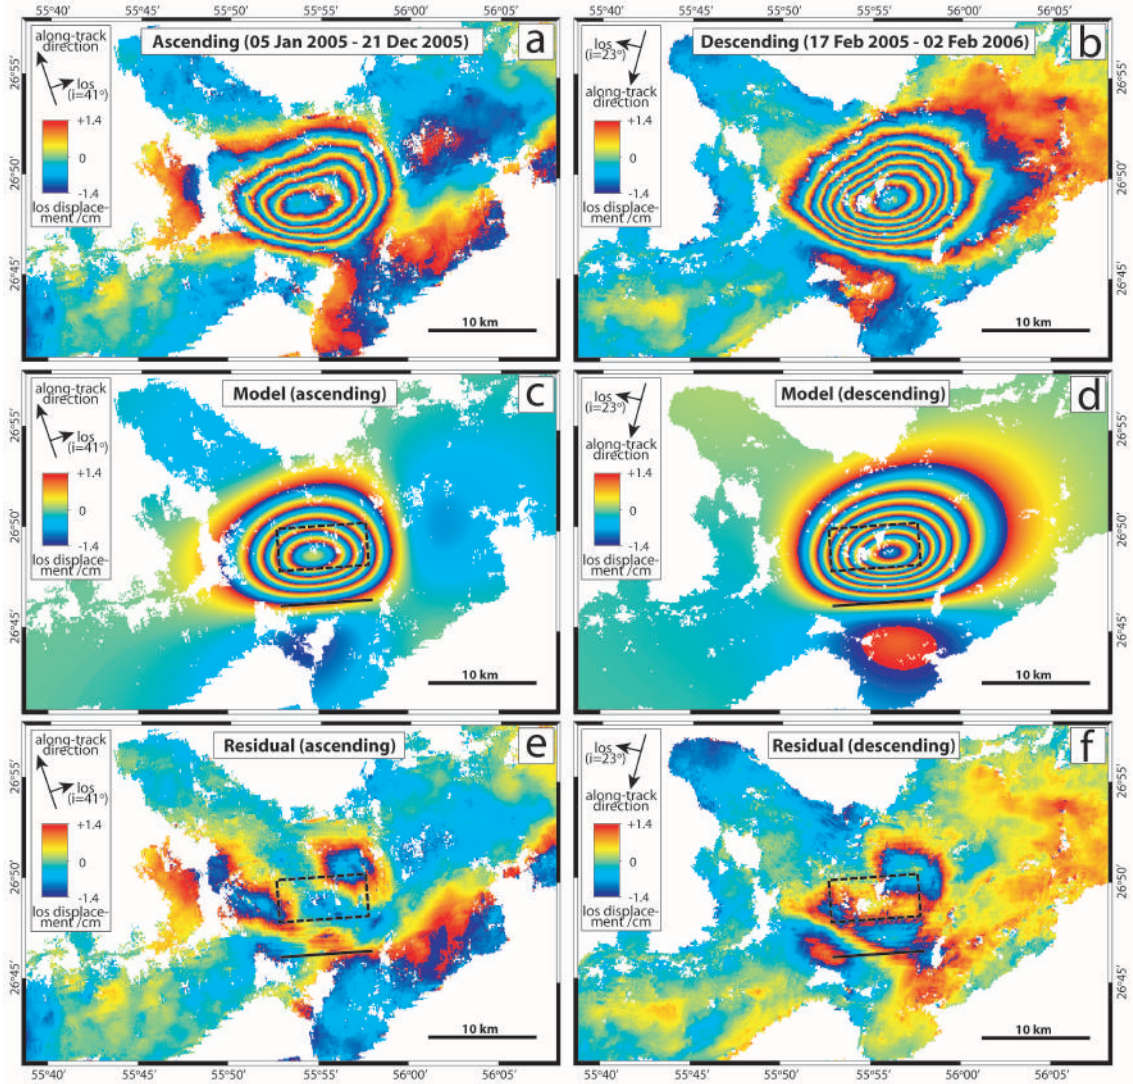 55°40' 55°45' 55°50' 55°55' 56°00' 56°05' 55°40' 55°45' 55°50' 55°55' 56°00' 56°05'
along-track
direction
los
(i=41°)
+1.4
0
-1.4
los displace-
ment /cm
Ascending (05 Jan 2005 - 21 Dec 2005)
a
26°55'
26°50'
26°45'
10 km
los
(i=23°)
along-track
direction
+1.4
0
-1.4
los displace-
ment /cm
Descending (17 Feb 2005 - 02 Feb 2006)
b
26°55'
26°50'
26°45'
10 km
along-track
direction
los
(i=41°)
+1.4
0
-1.4
los displace-
ment /cm
Model (ascending)
c
26°55'
26°50'
26°45'
10 km
los
(i=23°)
along-track
direction
+1.4
0
-1.4
los displace-
ment /cm
Model (descending)
d
26°55'
26°50'
26°45'
10 km
along-track
direction
los
(i=41°)
+1.4
0
-1.4
los displace-
ment /cm
Residual (ascending)
e
26°55'
26°50'
26°45'
10 km
los
(i=23°)
along-track
direction
+1.4
0
-1.4
los displace-
ment /cm
Residual (descending)
f
26°55'
26°50'
26°45'
10 km
55°40' 55°45' 55°50' 55°55' 56°00' 56°05' 55°40' 55°45' 55°50' 55°55' 56°00' 56°05'